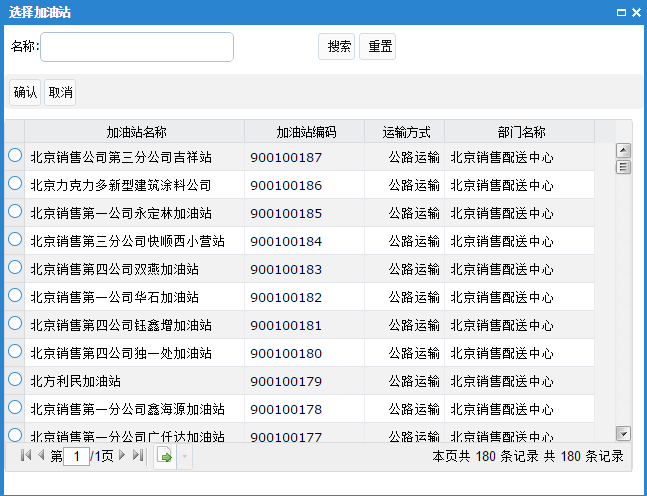 选择加油站
名称:
搜索 重置
确认 取消
加油站名称 加油站编码 运输方式 部门名称
北京销售公司第三分公司吉祥站 900100187 公路运输 北京销售配送中心
北京力克力多新型建筑涂料公司 900100186 公路运输 北京销售配送中心
北京销售第一公司永定林加油站 900100185 公路运输 北京销售配送中心
北京销售第三分公司快顺西小营站 900100184 公路运输 北京销售配送中心
北京销售第四公司双燕加油站 900100183 公路运输 北京销售配送中心
北京销售第一公司华石加油站 900100182 公路运输 北京销售配送中心
北京销售第四公司钰鑫增加油站 900100181 公路运输 北京销售配送中心
北京销售第四公司独一处加油站 900100180 公路运输 北京销售配送中心
北方利民加油站 900100179 公路运输 北京销售配送中心
北京销售第一分公司鑫海源加油站 900100178 公路运输 北京销售配送中心
北京销售第一分公司广仟达加油站 900100177 公路运输 北京销售配送中心
第 1 /1页 本页共 180 条记录 共 180 条记录